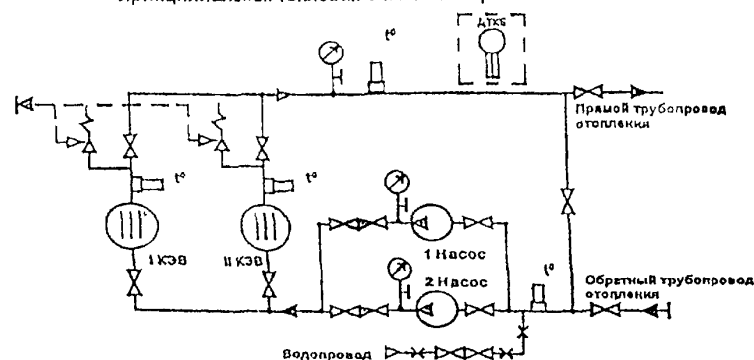 ДТКБ
t°
Прямой трубопровод
отопления
t°
t°
I КЭВ
II КЭВ
1 Насос
2 Насос
t°
Обратный трубопровод
отопления
Водопровод